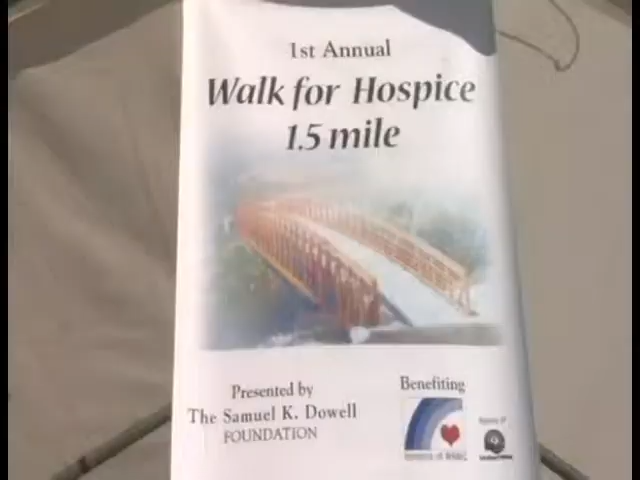 1st Annual
Walk for Hospice
1.5 mile
Presented by
The Samuel K. Dowell
FOUNDATION
Benefiting